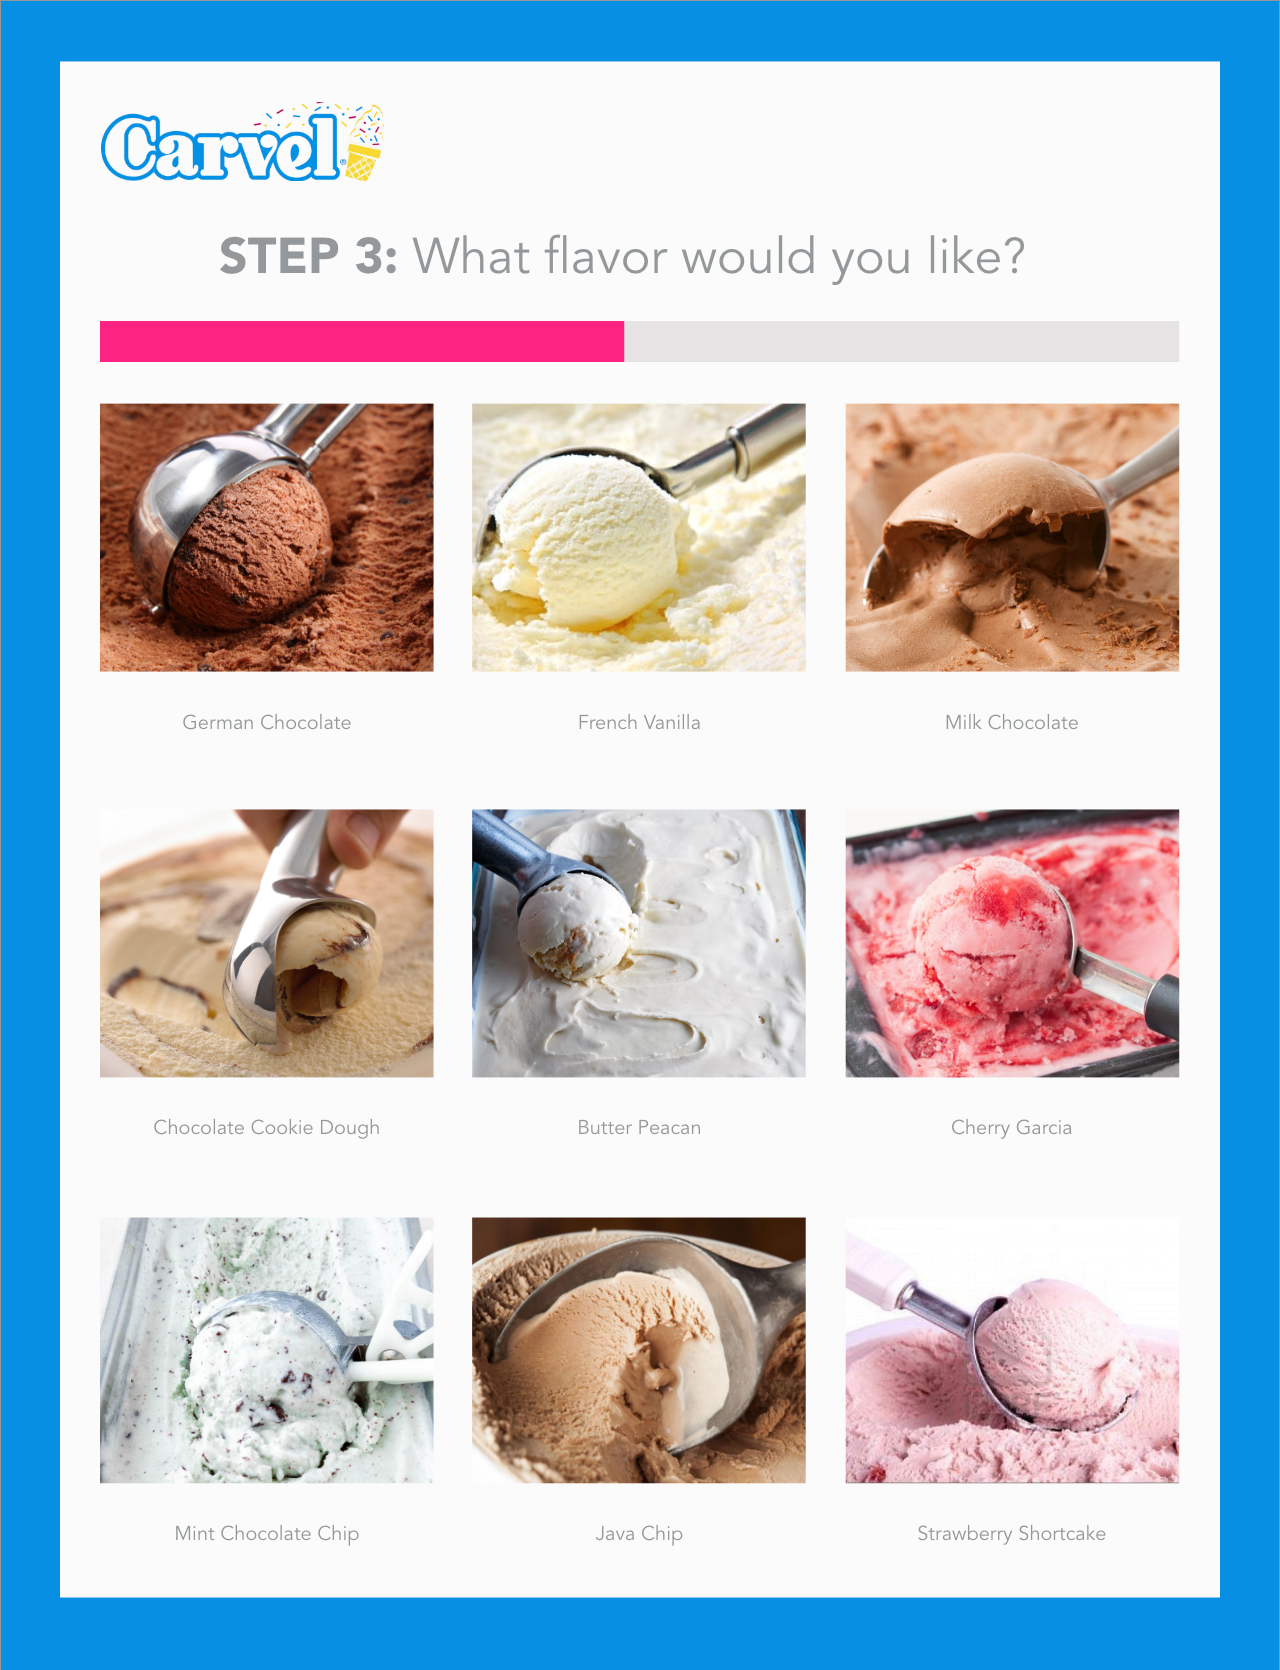 Carvel®
STEP 3: What flavor would you like?
German Chocolate
French Vanilla
Milk Chocolate
Chocolate Cookie Dough
Butter Peacan
Cherry Garcia
Mint Chocolate Chip
Java Chip
Strawberry Shortcake